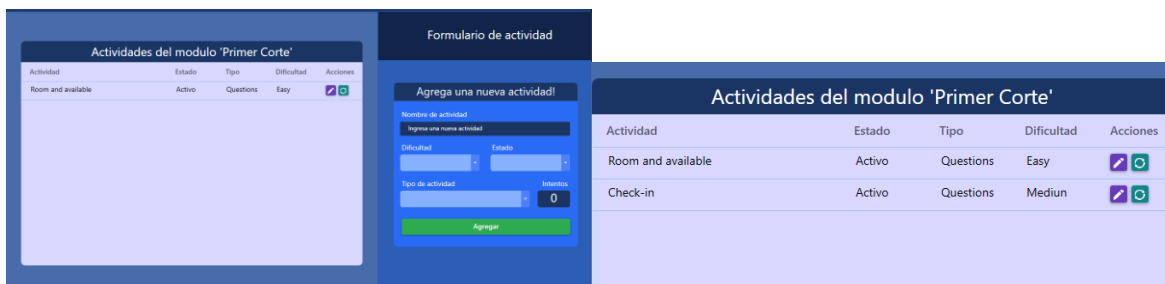 Actividades del modulo 'Primer Corte'
Actividad Estado Tipo Dificultad Acciones
Room and available Activo Questions Easy
Formulario de actividad
Agrega una nueva actividad!
Nombre de actividad
Ingresa una nueva actividad
Dificultad Estado
Tipo de actividad Intentos
0
Agregar
Actividades del modulo 'Primer Corte'
Actividad Estado Tipo Dificultad Acciones
Room and available Activo Questions Easy
Check-in Activo Questions Mediun